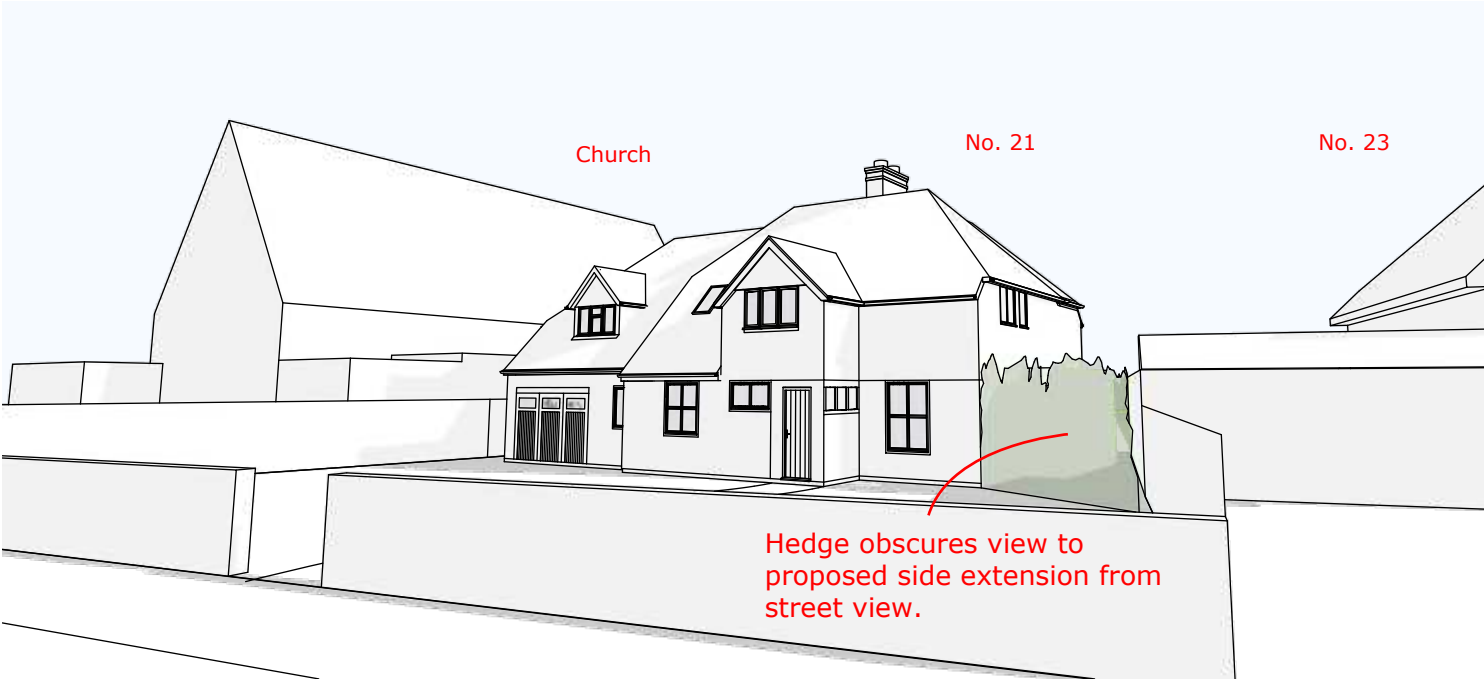 Church
No. 21
No. 23
Hedge obscures view to
proposed side extension from
street view.